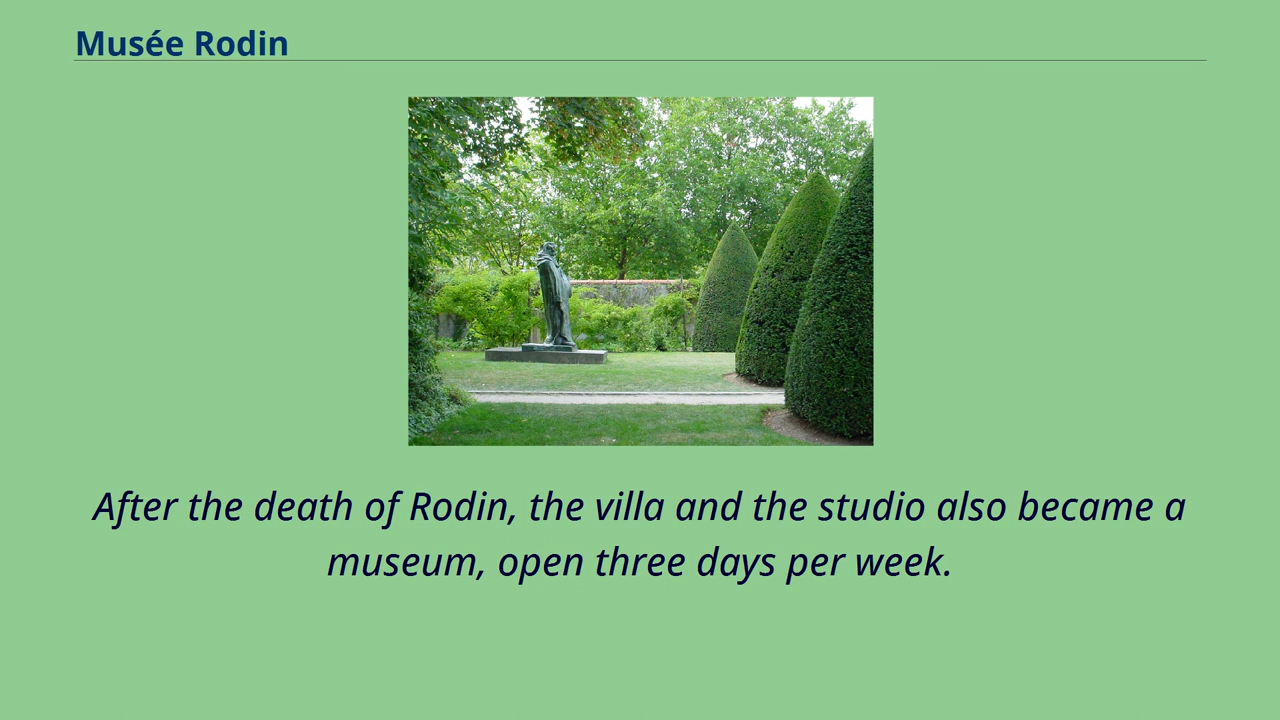 Musée Rodin
After the death of Rodin, the villa and the studio also became a
museum, open three days per week.